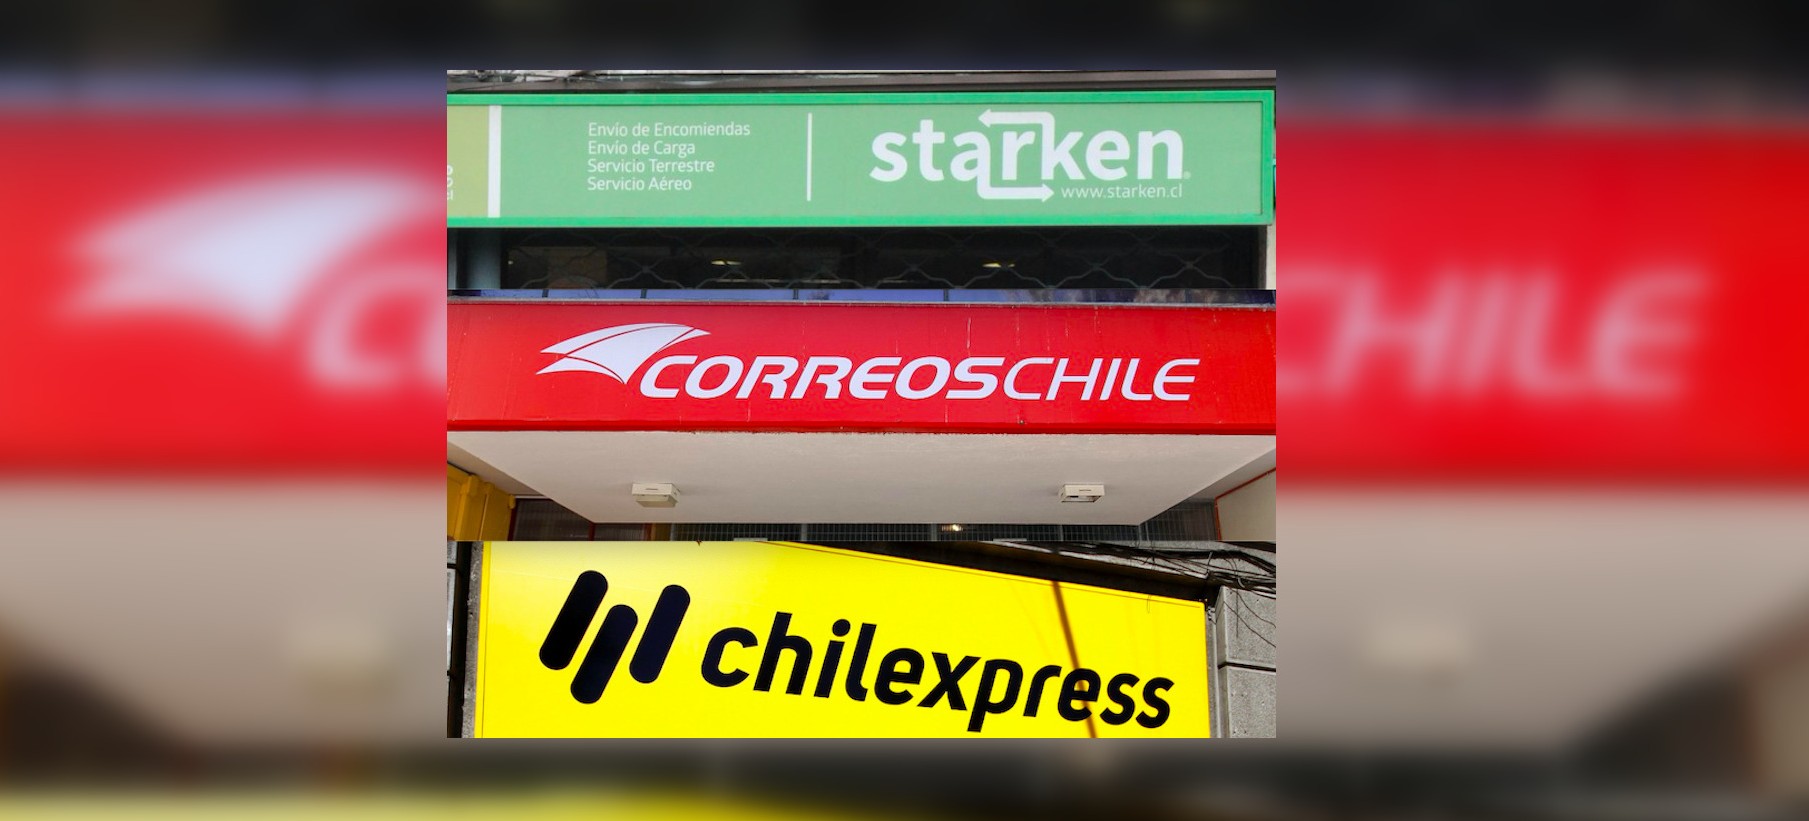 Envío de Encomiendas
Envío de Carga
Servicio Terrestre
Servicio Aéreo
starken
www.starken.cl
CORREOSCHILE
chilexpress